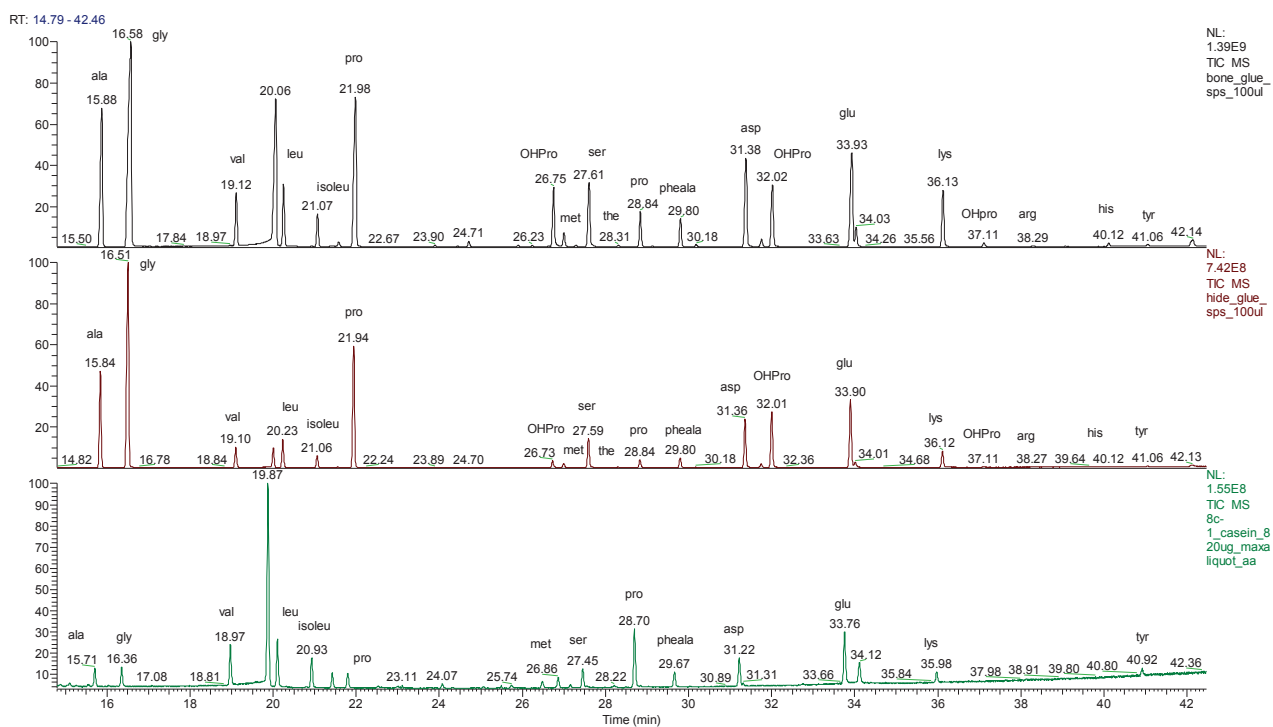 RT: 14.79 - 42.46
NL:
1.39E9
TIC MS
bone_glue_
sps_100ul
100
80
60
40
20
ala
15.88
16.58 gly
val
19.12
20.06
leu
isoleu
21.07
pro
21.98
OHPro
26.75
met
ser
27.61
the
28.31
pro
28.84
pheala
29.80
asp
31.38
OHPro
32.02
glu
33.93
34.03
lys
36.13
OHpro
37.11
arg
38.29
his
40.12
tyr
41.06
42.14
15.50 17.84 18.97 22.67 23.90 24.71 26.23 30.18 33.63 34.26 35.56
NL:
7.42E8
TIC MS
hide_glue_
sps_100ul
100
80
60
40
20
ala
15.84
16.51 gly
val
19.10
leu
20.23
isoleu
21.06
pro
21.94
OHPro
26.73
met
ser
27.59
the
pro
28.84
pheala
29.80
asp
31.36
OHPro
32.01
glu
33.90
34.01
lys
36.12
OHPro
37.11
arg
38.27
his
40.12
tyr
41.06
42.13
14.82 16.78 18.84 22.24 23.89 24.70 30.18 32.36 34.68 39.64
NL:
1.55E8
TIC MS
8c-
1_casein_8
20ug_maxa
liquot_aa
100
90
80
70
60
50
40
30
20
10
ala
15.71
gly
16.36
val
18.97
19.87
leu
isoleu
20.93
pro
met
26.86
ser
27.45
pro
28.70
pheala
29.67
asp
31.22
glu
33.76
34.12
lys
35.98
tyr
40.92
42.36
17.08 18.81 23.11 24.07 25.74 28.22 30.89 31.31 33.66 35.84 37.98 38.91 39.80 40.80
16 18 20 22 24 26 28 30 32 34 36 38 40 42
Time (min)